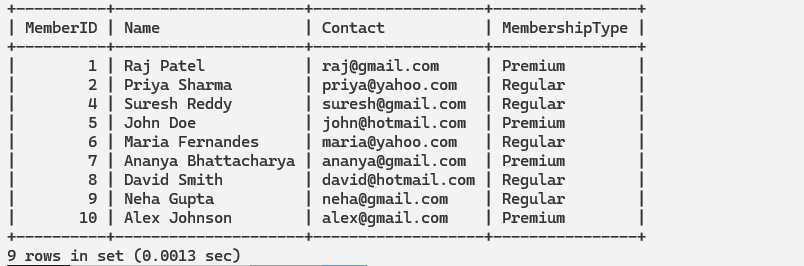 +----------+--------------------+-------------------+----------------+
| MemberID | Name               | Contact           | MembershipType |
+----------+--------------------+-------------------+----------------+
|        1 | Raj Patel          | raj@gmail.com     | Premium        |
|        2 | Priya Sharma       | priya@yahoo.com   | Regular        |
|        4 | Suresh Reddy       | suresh@gmail.com  | Regular        |
|        5 | John Doe           | john@hotmail.com  | Premium        |
|        6 | Maria Fernandes    | maria@yahoo.com   | Regular        |
|        7 | Ananya Bhattacharya | ananya@gmail.com  | Premium        |
|        8 | David Smith        | david@hotmail.com | Regular        |
|        9 | Neha Gupta         | neha@gmail.com    | Regular        |
|       10 | Alex Johnson       | alex@gmail.com    | Premium        |
+----------+--------------------+-------------------+----------------+
9 rows in set (0.0013 sec)